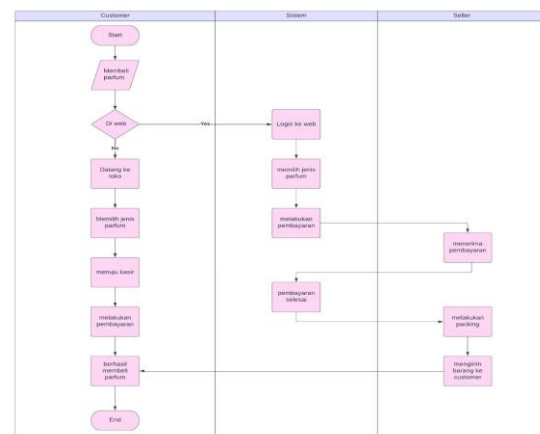 Customer
Sistem
Seller
Start
Membeli
parfum
Di web
Yes
No
Login ke web
Datang ke
toko
memilih jenis
parfum
Memilih jenis
parfum
melakukan
pembayaran
menerima
pembayaran
menuju kasir
pembayaran
selesai
melakukan
pembayaran
melakukan
packing
berhasil
membeli
parfum
mengirim
barang ke
customer
End